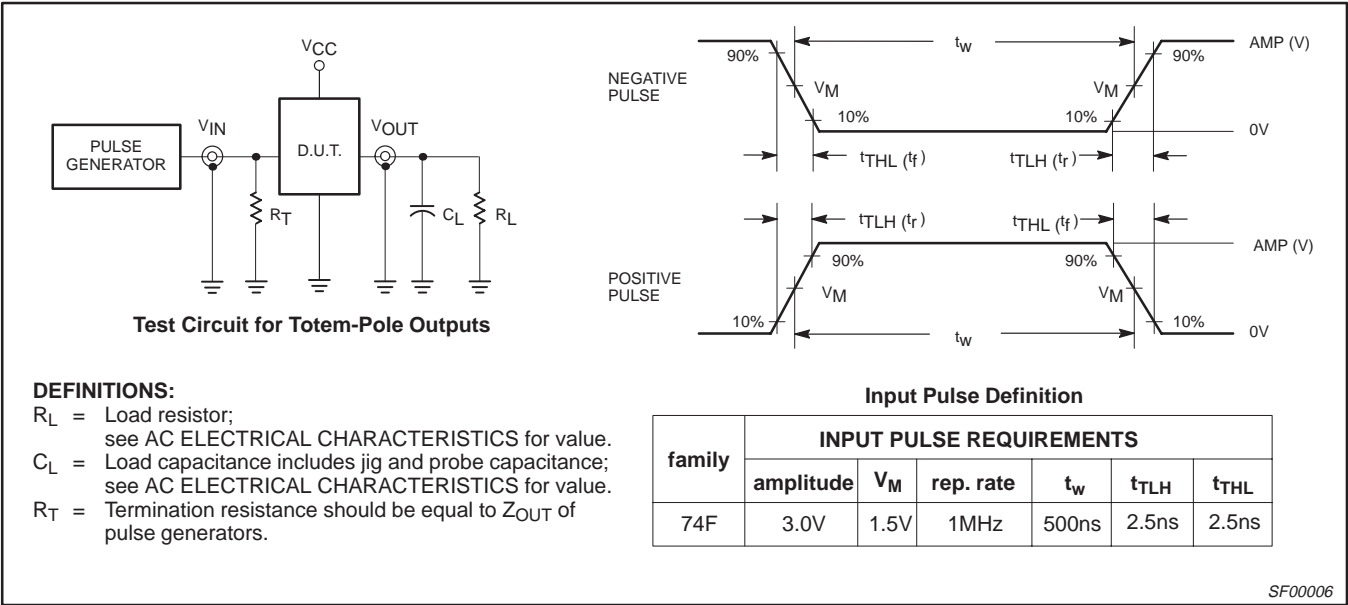 VCC
VIN
VOUT
PULSE
GENERATOR
D.U.T.
RT
CL
RL
Test Circuit for Totem-Pole Outputs
NEGATIVE
PULSE
90%
tW
90%
AMP (V)
VM
VM
10%
10%
0V
tTHL (tf)
tTLH (tr)
tTLH (tr)
tTHL (tf)
AMP (V)
POSITIVE
PULSE
90%
90%
VM
VM
10%
10%
tW
0V
Input Pulse Definition
DEFINITIONS:
RL = Load resistor;
see AC ELECTRICAL CHARACTERISTICS for value.
CL = Load capacitance includes jig and probe capacitance;
see AC ELECTRICAL CHARACTERISTICS for value.
RT = Termination resistance should be equal to ZOUT of
pulse generators.
family
INPUT PULSE REQUIREMENTS
amplitude VM rep. rate tw tTLH tTHL
74F 3.0V 1.5V 1MHz 500ns 2.5ns 2.5ns
SF00006